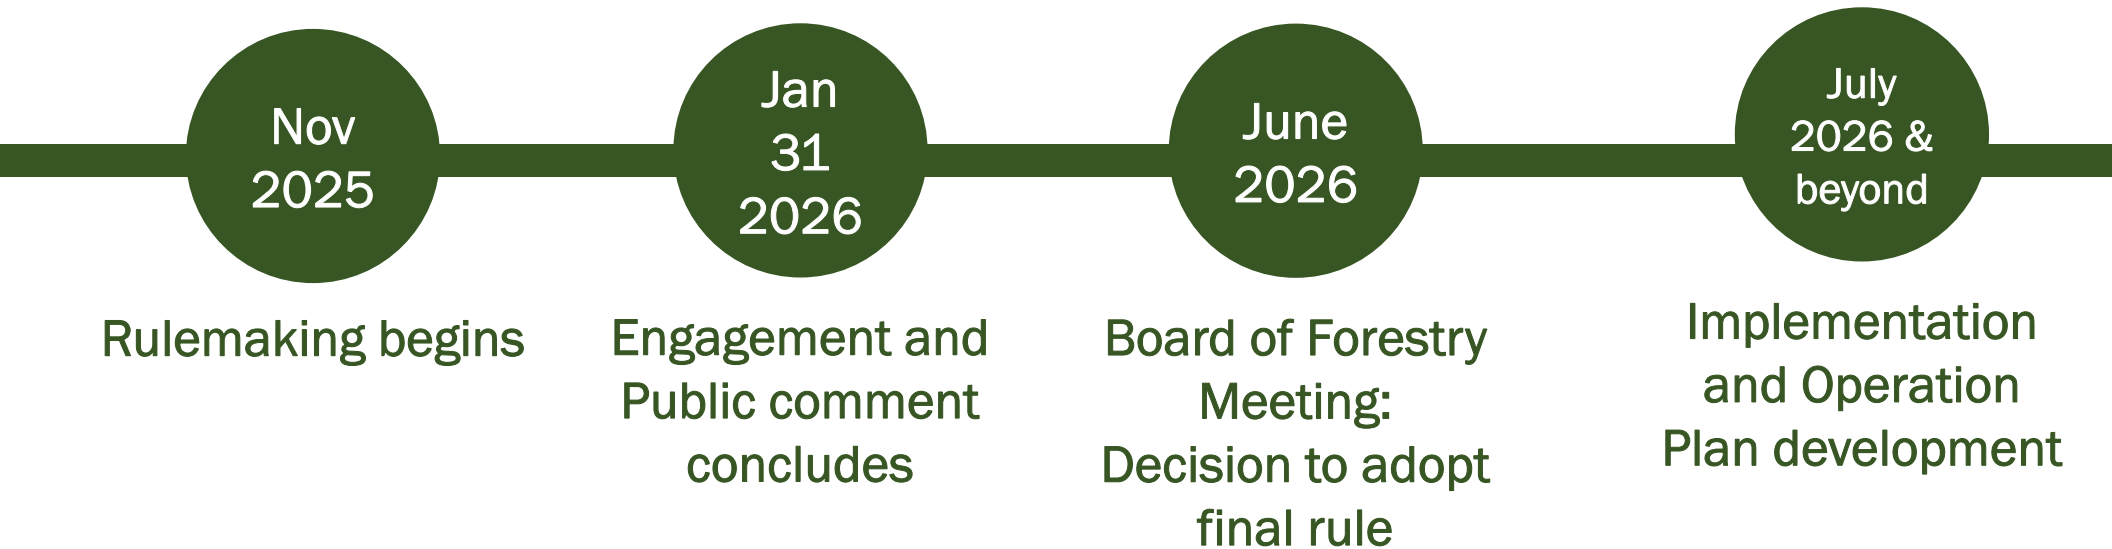 Nov
2025
Rulemaking begins
Jan
31
2026
Engagement and
Public comment
concludes
June
2026
Board of Forestry
Meeting:
Decision to adopt
final rule
July
2026 &
beyond
Implementation
and Operation
Plan development